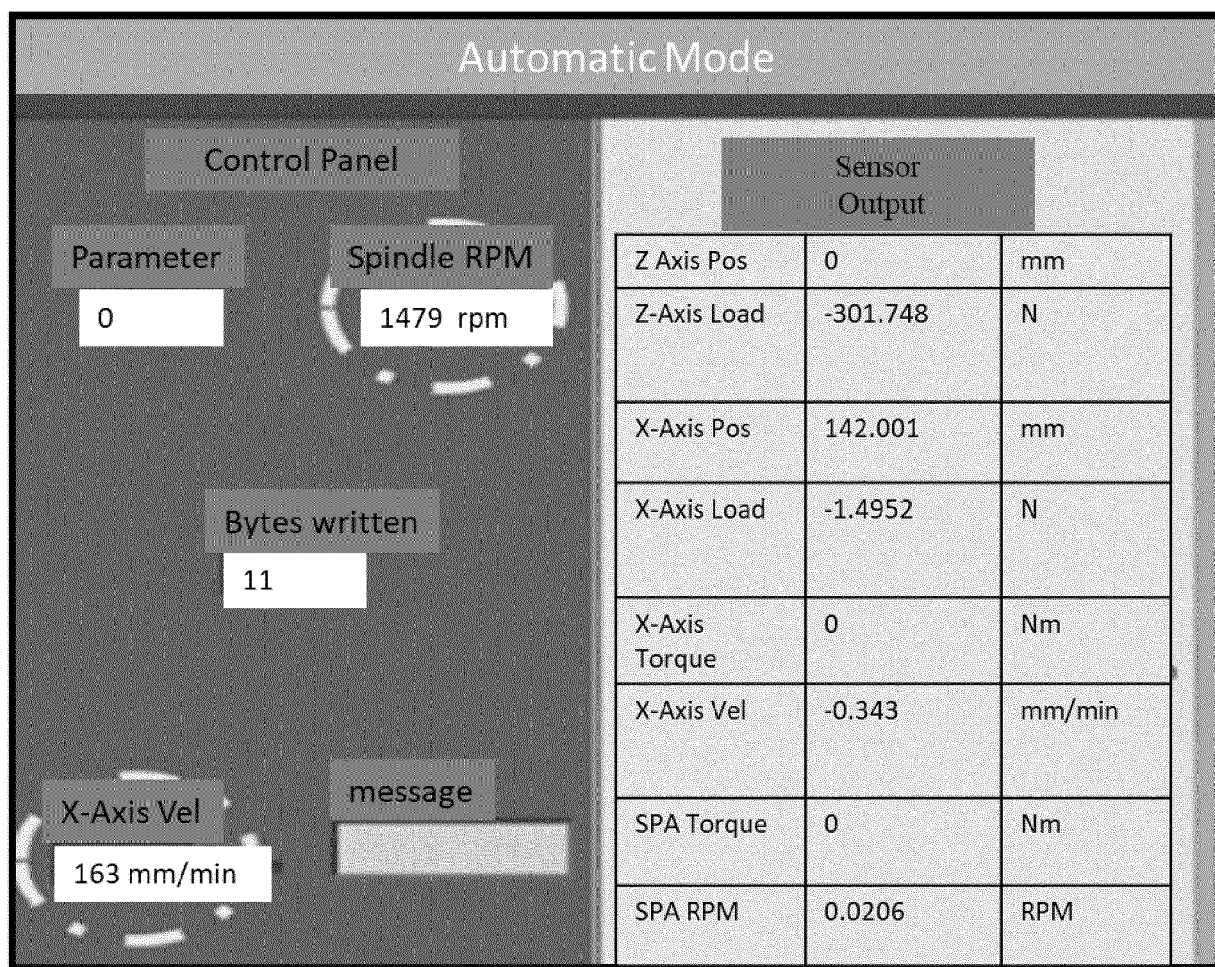 Automatic Mode
Control Panel
Parameter
0
Spindle RPM
1479 rpm
Bytes written
11
X-Axis Vel
163 mm/min
message
Sensor
Output
Z Axis Pos 0 mm
Z-Axis Load -301.748 N
X-Axis Pos 142.001 mm
X-Axis Load -1.4952 N
X-Axis
Torque 0 Nm
X-Axis Vel -0.343 mm/min
SPA Torque 0 Nm
SPA RPM 0.0206 RPM